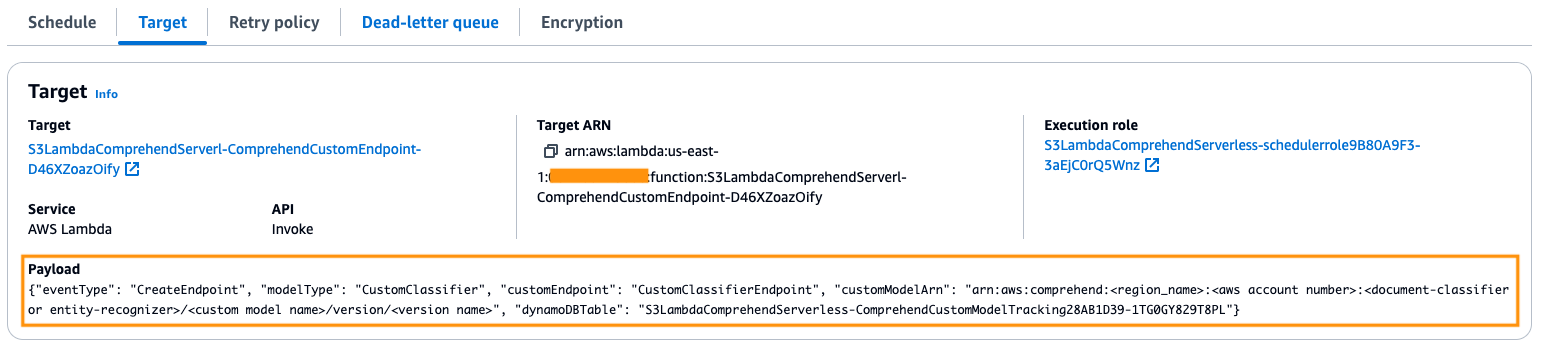 Schedule
Target
Retry policy
Dead-letter queue
Encryption
Target Info
Target
S3LambdaComprehendServerl-ComprehendCustomEndpoint-
D46XZoazOify
Service
AWS Lambda
API
Invoke
Target ARN
arn:aws:lambda:us-east-
1: :function:S3LambdaComprehendServerl-
ComprehendCustomEndpoint-D46XZoazOify
Execution role
S3LambdaComprehendServerless-schedulerrole9B80A9F3-
3aEjC0rQ5Wnz
Payload
{"eventType": "CreateEndpoint", "modelType": "CustomClassifier", "customEndpoint": "CustomClassifierEndpoint", "customModelArn": "arn:aws:comprehend:<region_name>:<aws account number>:<document-classifier
or entity-recognizer>/<custom model name>/version/<version name>", "dynamoDBTable": "S3LambdaComprehendServerless-ComprehendCustomModelTracking28AB1D39-1TG0GY829T8PL"}